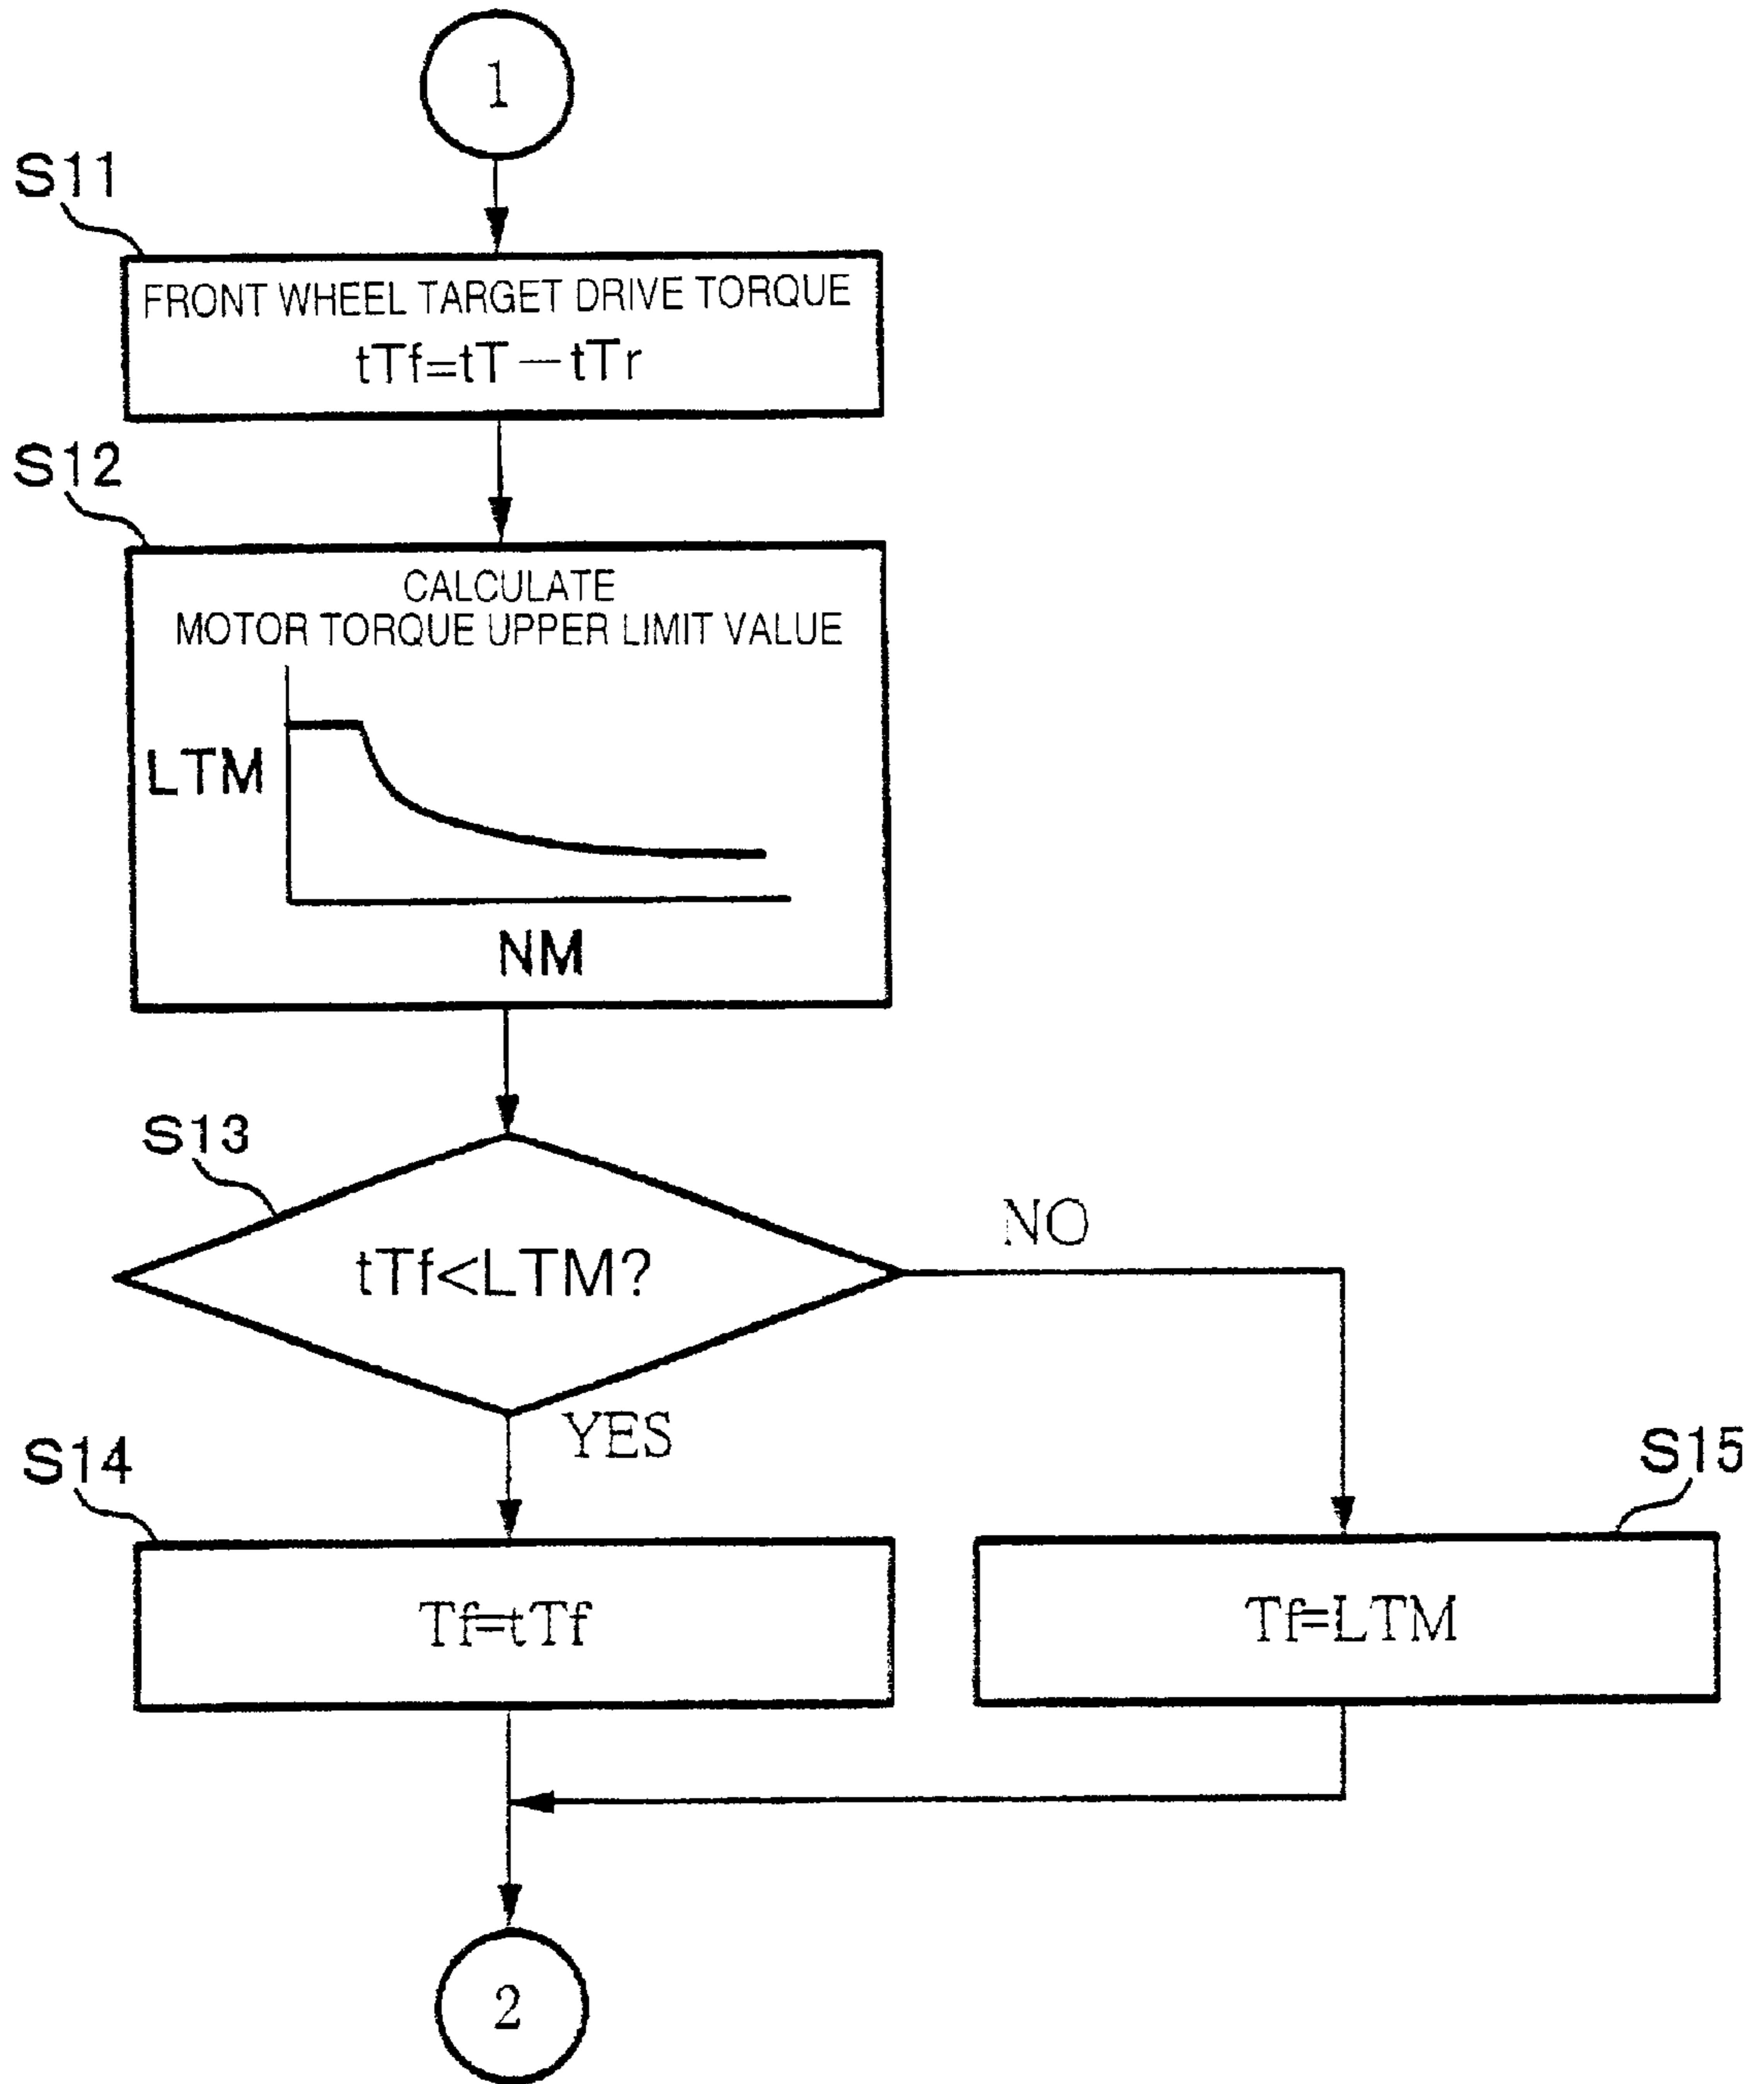 1
S11
FRONT WHEEL TARGET DRIVE TORQUE
tTf=tT—tTr
S12
CALCULATE
MOTOR TORQUE UPPER LIMIT VALUE
LTM
NM
S13
tTf<LTM?
NO
YES
S14
S15
Tf=tTf
Tf=LTM
2